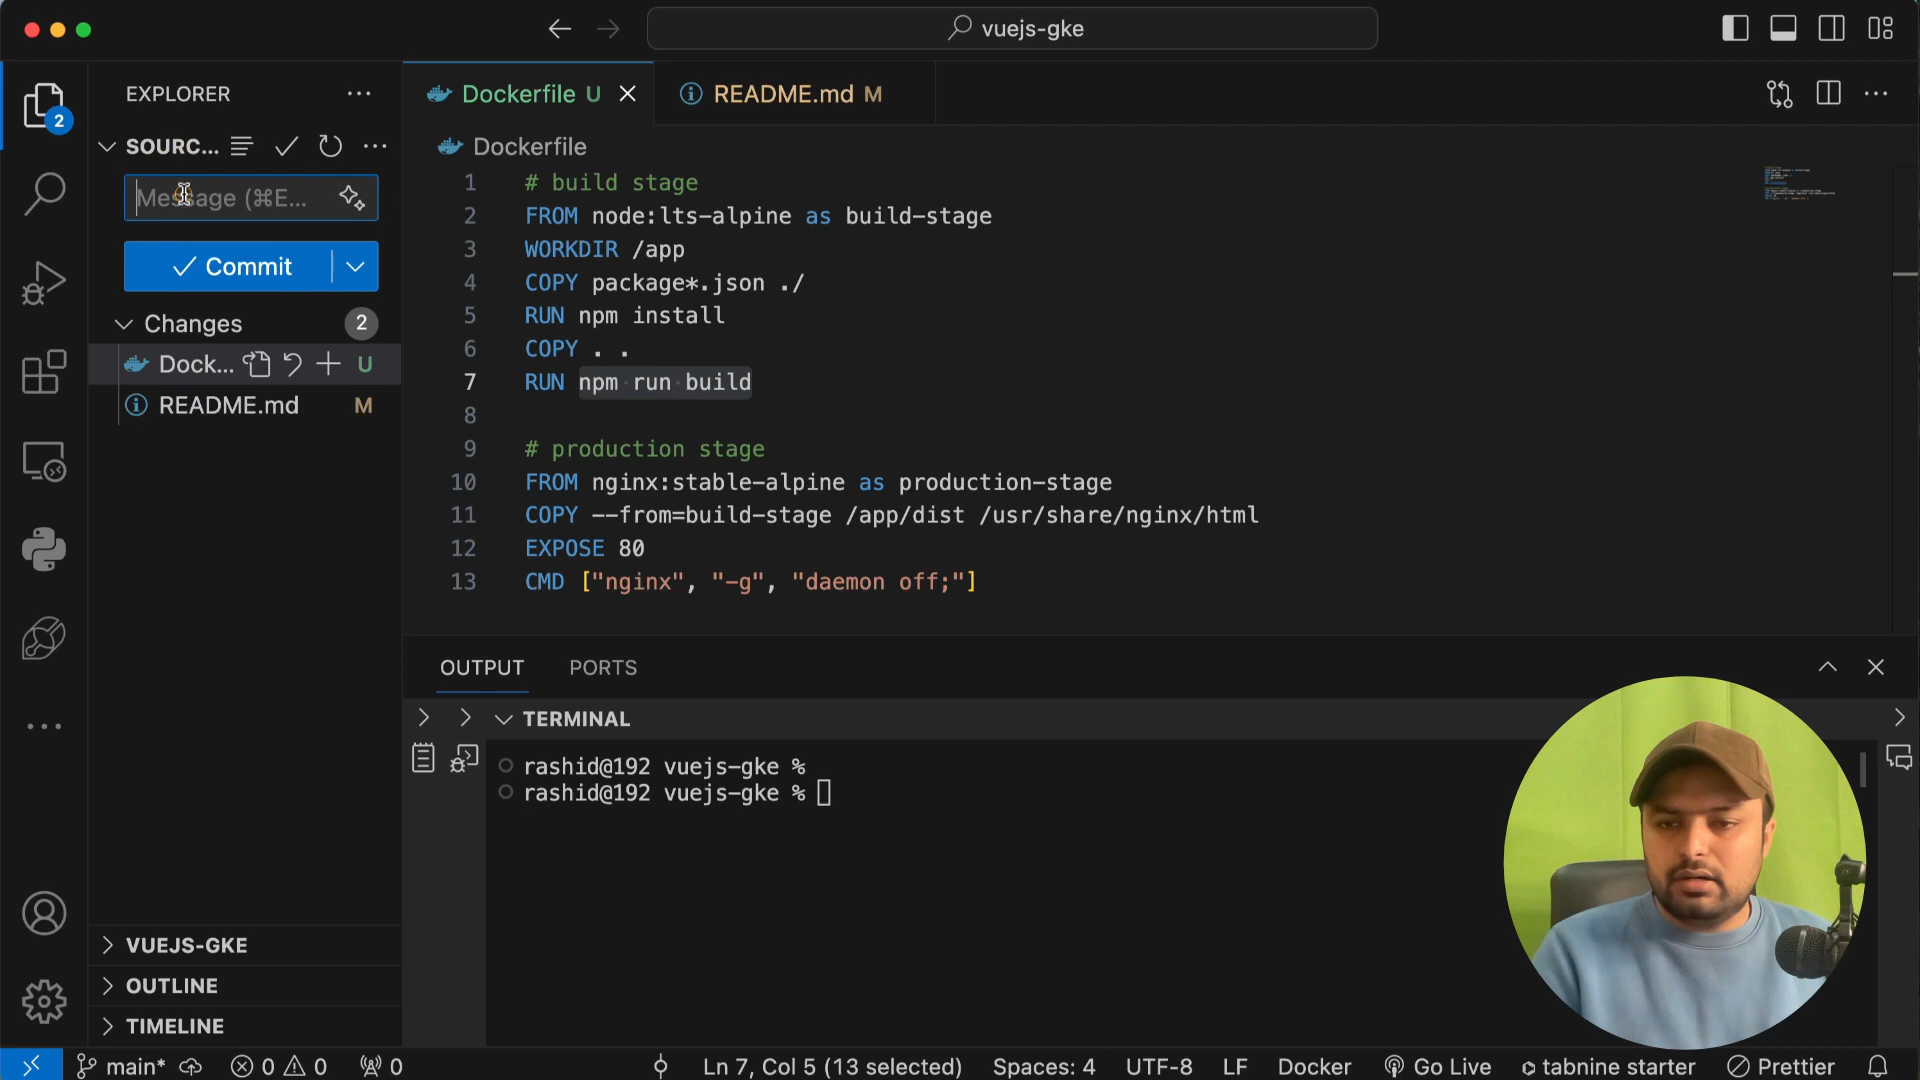 vuejs-gke
EXPLORER
2
SOURC...
Message (⌘E...
Commit
Changes 2
Dock... U
README.md M
VUEJS-GKE
OUTLINE
TIMELINE
Dockerfile U
README.md M
Dockerfile
1 # build stage
2 FROM node:lts-alpine as build-stage
3 WORKDIR /app
4 COPY package*.json ./
5 RUN npm install
6 COPY . .
7 RUN npm run build
8
9 # production stage
10 FROM nginx:stable-alpine as production-stage
11 COPY --from=build-stage /app/dist /usr/share/nginx/html
12 EXPOSE 80
13 CMD ["nginx", "-g", "daemon off;"]
OUTPUT PORTS
TERMINAL
rashid@192 vuejs-gke %
rashid@192 vuejs-gke %
main* 0 0 0 Ln 7, Col 5 (13 selected) Spaces: 4 UTF-8 LF Docker Go Live tabnine starter Prettier